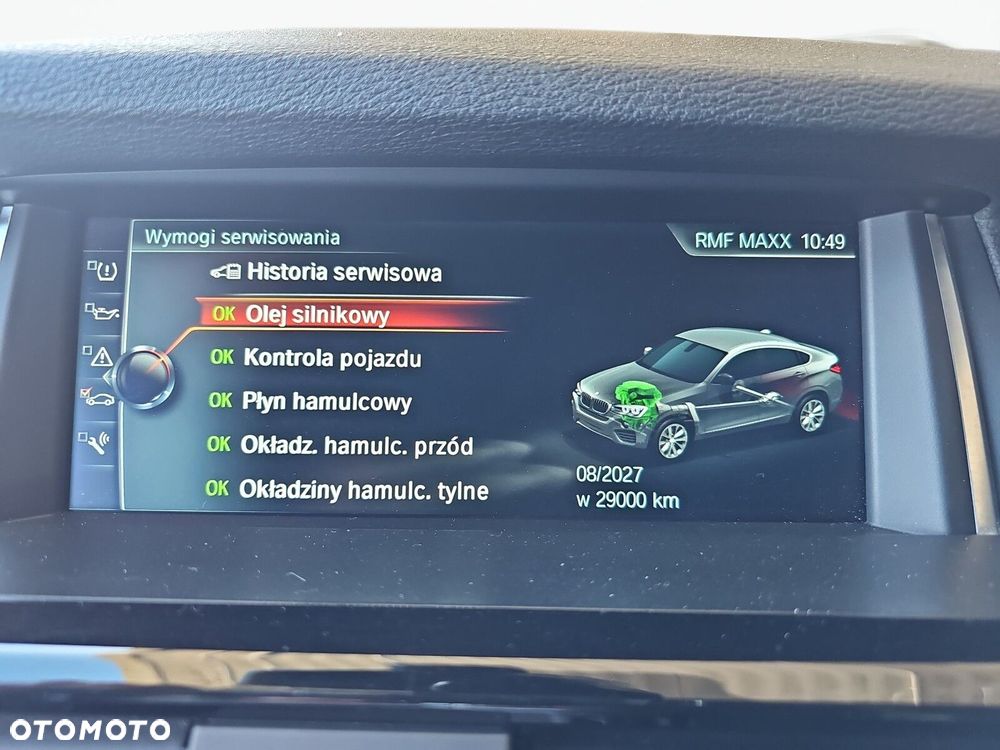 Wymogi serwisowania
RMF MAXX 10:49
Historia serwisowa
OK Olej silnikowy
OK Kontrola pojazdu
OK Płyn hamulcowy
OK Okładz. hamulc. przód
OK Okładziny hamulc. tylne
08/2027
w 29000 km
OTOMOTO